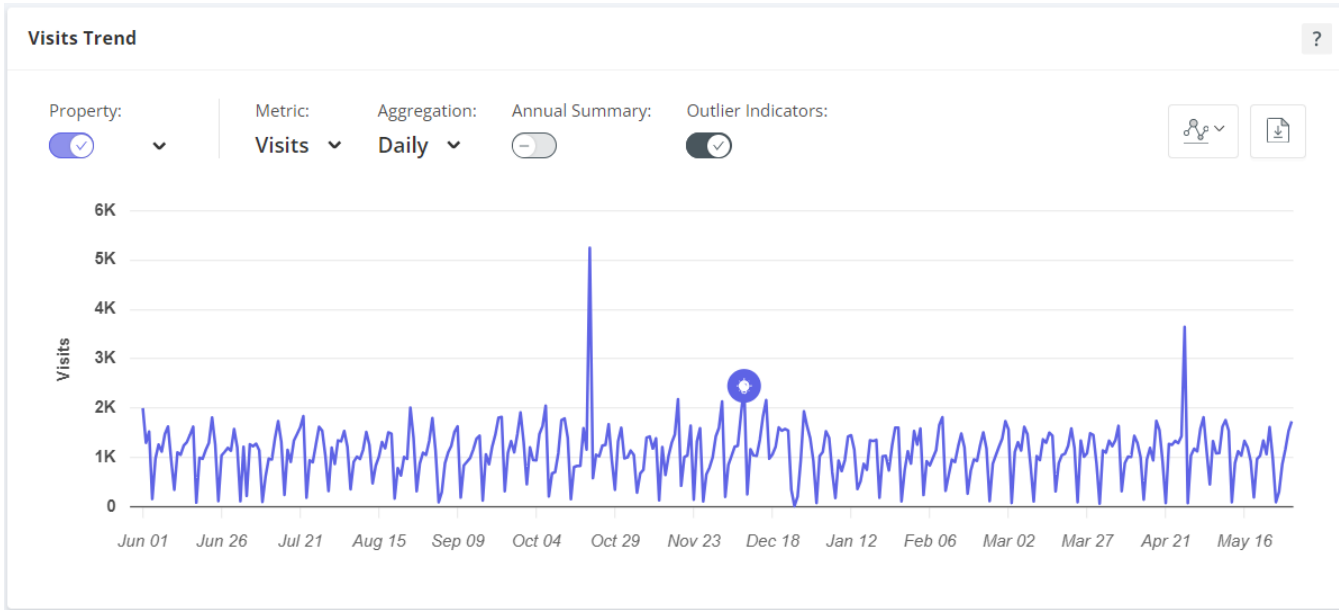 Visits Trend
?
Property: Metric: Aggregation: Annual Summary: Outlier Indicators:
Visits Daily
6K
5K
4K
3K
2K
1K
0
Visits
Jun 01 Jun 26 Jul 21 Aug 15 Sep 09 Oct 04 Oct 29 Nov 23 Dec 18 Jan 12 Feb 06 Mar 02 Mar 27 Apr 21 May 16